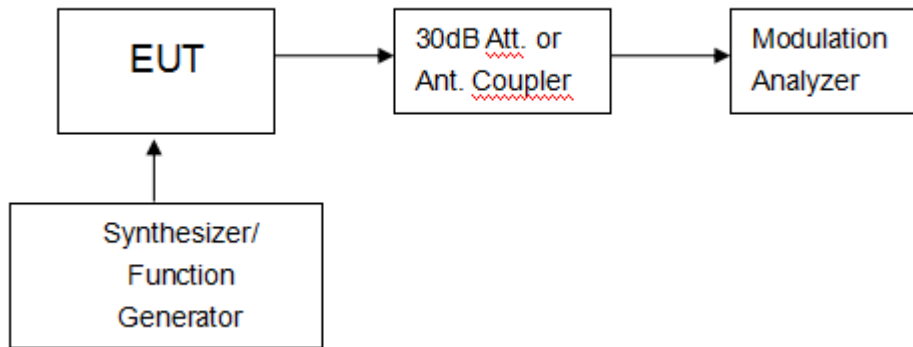 EUT
30dB Att. or
Ant. Coupler
Modulation
Analyzer
Synthesizer/
Function
Generator